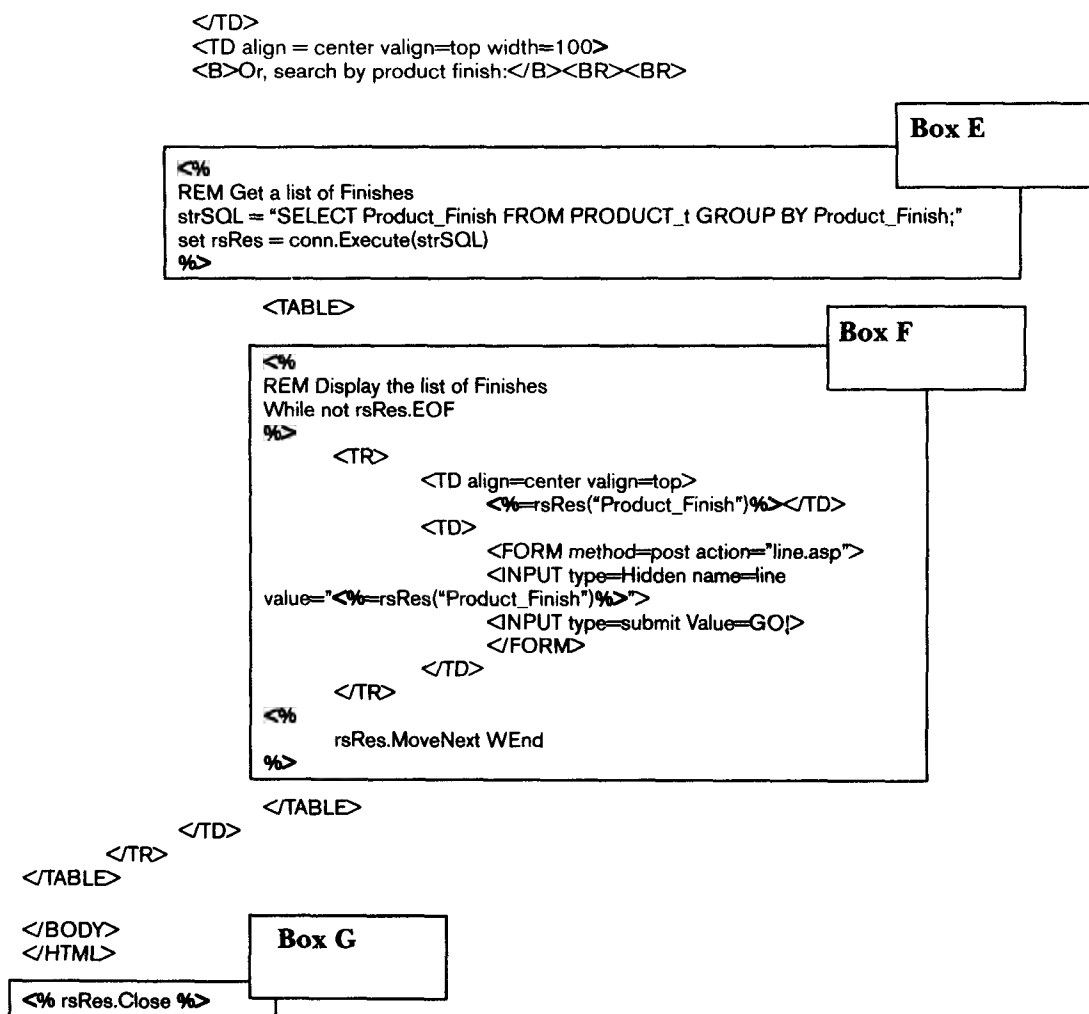 </TD>
<TD align = center valign=top width=100>
<B>Or, search by product finish:</B><BR><BR>
Box E
<%
REM Get a list of Finishes
strSQL = “SELECT Product_Finish FROM PRODUCT_t GROUP BY Product_Finish;”
set rsRes = conn.Execute(strSQL)
%>
<TABLE>
Box F
<%
REM Display the list of Finishes
While not rsRes.EOF
%>
<TR>
<TD align=center valign=top>
<%=rsRes(“Product_Finish”)%></TD>
<TD>
<FORM method=post action=”line.asp”>
<INPUT type=Hidden name=line
value=”<%=rsRes(“Product_Finish”)%>”>
<INPUT type=submit Value=GO!>
</FORM>
</TD>
</TR>
<%
rsRes.MoveNext WEnd
%>
</TABLE>
</TD>
</TR>
</TABLE>
</BODY>
</HTML>
Box G
<% rsRes.Close %>